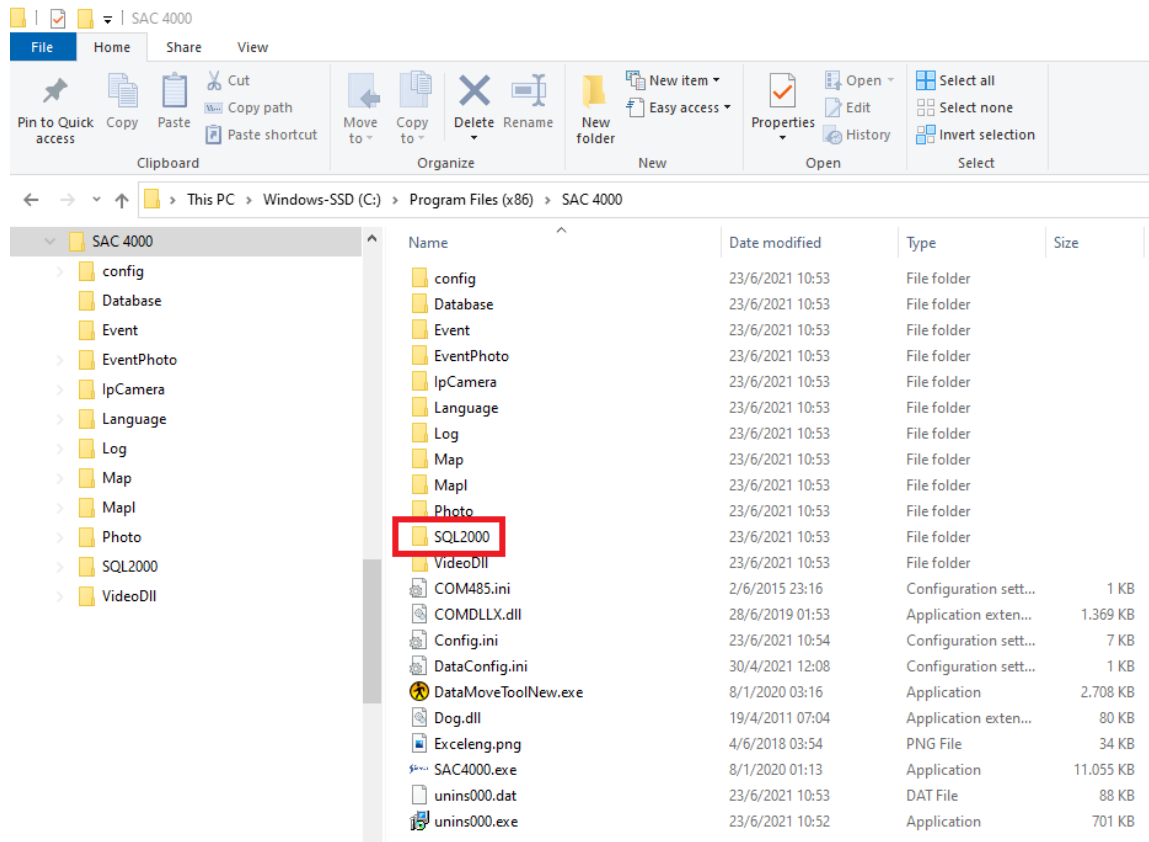 SAC 4000
File Home Share View
Pin to Quick access
Copy
Paste
Cut
Copy path
Paste shortcut
Clipboard
Move to
Copy to
Delete
Rename
Organize
New folder
New item
Easy access
New
Properties
Open
Edit
History
Open
Select all
Select none
Invert selection
Select
This PC > Windows-SSD (C:) > Program Files (x86) > SAC 4000
SAC 4000
config
Database
Event
EventPhoto
IpCamera
Language
Log
Map
MapI
Photo
SQL2000
VideoDll
Name Date modified Type Size
config 23/6/2021 10:53 File folder
Database 23/6/2021 10:53 File folder
Event 23/6/2021 10:53 File folder
EventPhoto 23/6/2021 10:53 File folder
IpCamera 23/6/2021 10:53 File folder
Language 23/6/2021 10:53 File folder
Log 23/6/2021 10:53 File folder
Map 23/6/2021 10:53 File folder
MapI 23/6/2021 10:53 File folder
Photo 23/6/2021 10:53 File folder
SQL2000 23/6/2021 10:53 File folder
VideoDll 23/6/2021 10:53 File folder
COM485.ini 2/6/2015 23:16 Configuration sett... 1 KB
COMDLLX.dll 28/6/2019 01:53 Application exten... 1.369 KB
Config.ini 23/6/2021 10:54 Configuration sett... 7 KB
DataConfig.ini 30/4/2021 12:08 Configuration sett... 1 KB
DataMoveToolNew.exe 8/1/2020 03:16 Application 2.708 KB
Dog.dll 19/4/2011 07:04 Application exten... 80 KB
Exceleng.png 4/6/2018 03:54 PNG File 34 KB
SAC4000.exe 8/1/2020 01:13 Application 11.055 KB
unins000.dat 23/6/2021 10:53 DAT File 88 KB
unins000.exe 23/6/2021 10:52 Application 701 KB